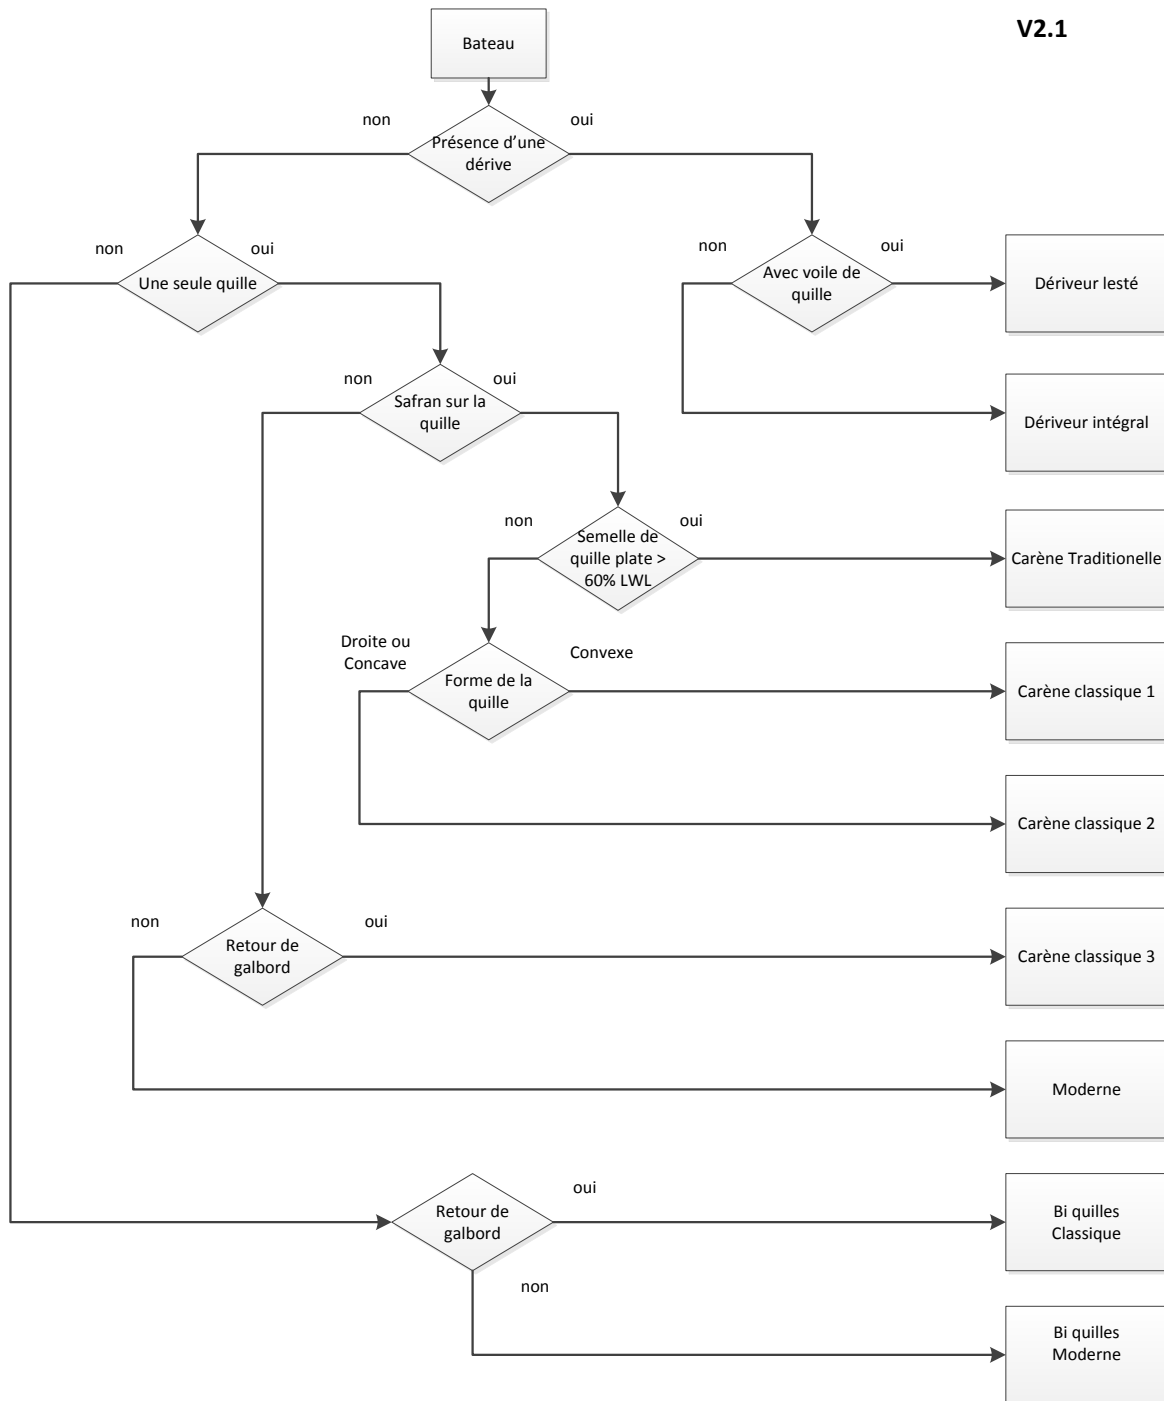 V2.1
Bateau
non
oui
Présence d'une
dérive
non
oui
Une seule quille
non
oui
Avec voile de
quille
Dériveur lesté
non
oui
Safran sur la
quille
Dériveur intégral
non
oui
Semelle de
quille plate >
60% LWL
Carène Traditionelle
Droite ou
Concave
Convexe
Forme de la
quille
Carène classique 1
Carène classique 2
non
oui
Retour de
galbord
Carène classique 3
Moderne
oui
Retour de
galbord
non
Bi quilles
Classique
Bi quilles
Moderne